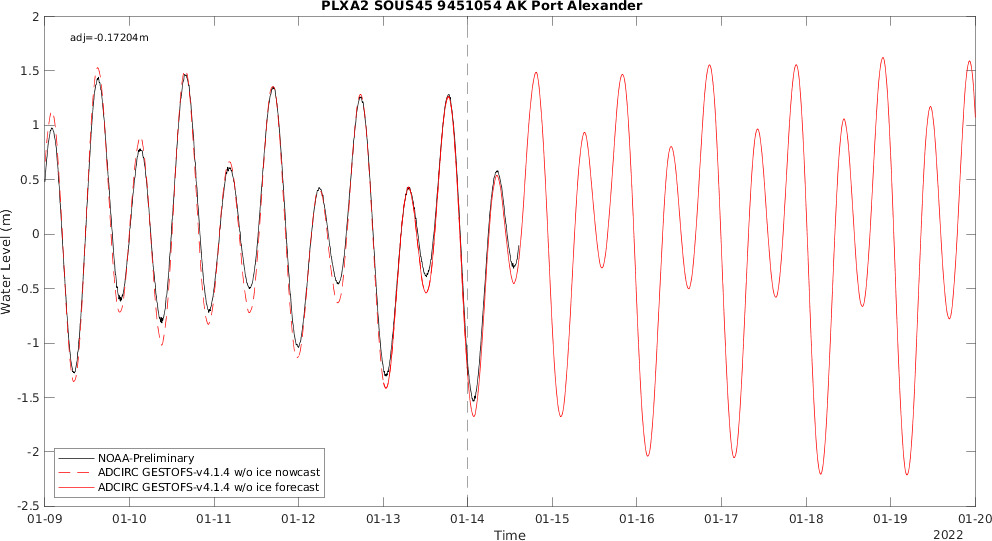 PLXA2 SOUS45 9451054 AK Port Alexander
adj=-0.17204m
2
1.5
1
0.5
0
-0.5
-1
-1.5
-2
-2.5
Water Level (m)
NOAA-Preliminary
ADCIRC GESTOFS-v4.1.4 w/o ice nowcast
ADCIRC GESTOFS-v4.1.4 w/o ice forecast
01-09 01-10 01-11 01-12 01-13 01-14 01-15 01-16 01-17 01-18 01-19 01-20
Time
2022